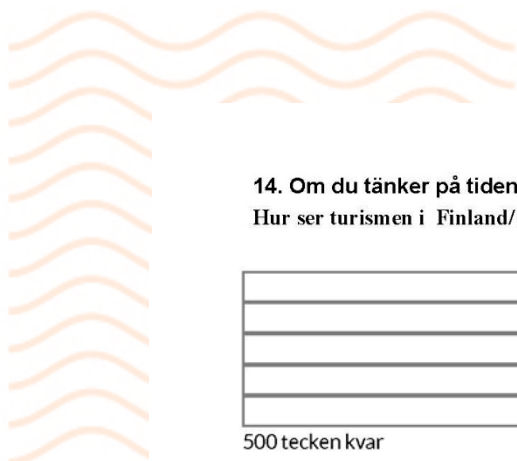 14. Om du tänker på tiden
Hur ser turismen i Finland/
500 tecken kvar